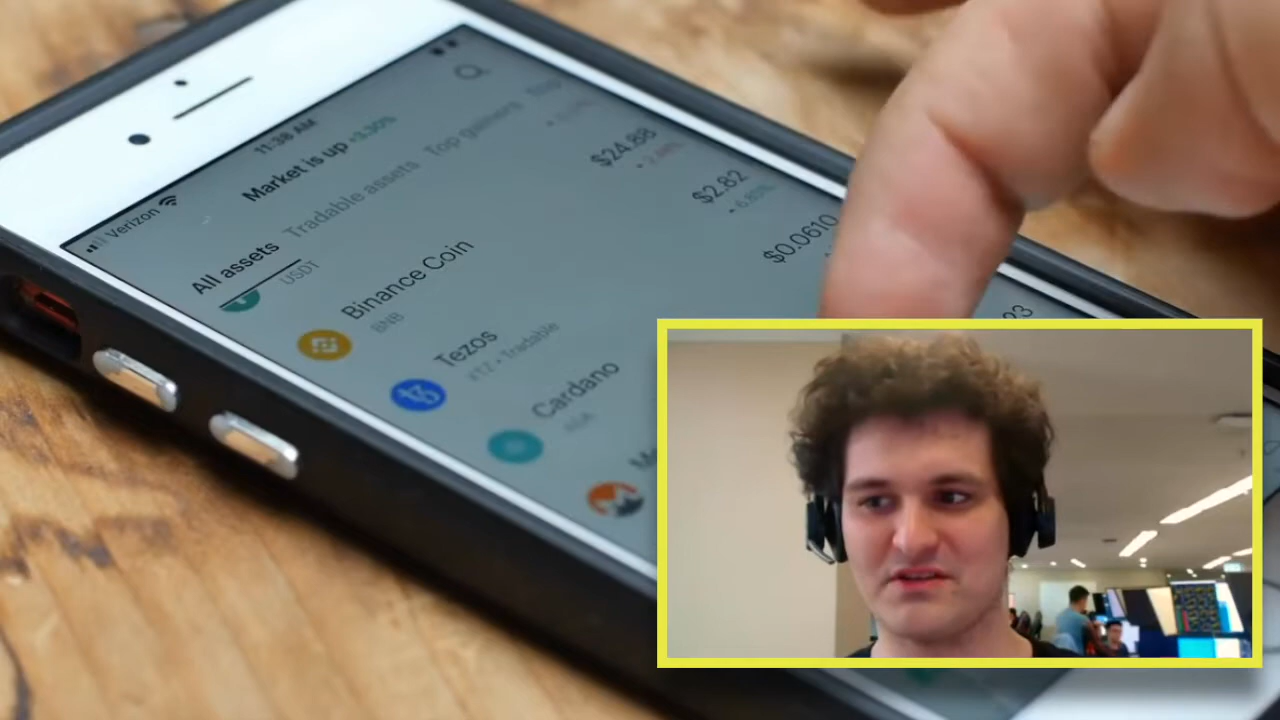 11:38 AM
Verizon
Market is up +3.30%
All assets
Tradable assets
Top gainers
USDT
Binance Coin
BNB
$24.88
Tezos
XTZ • Tradable
$2.82
Cardano
ADA
$0.0610